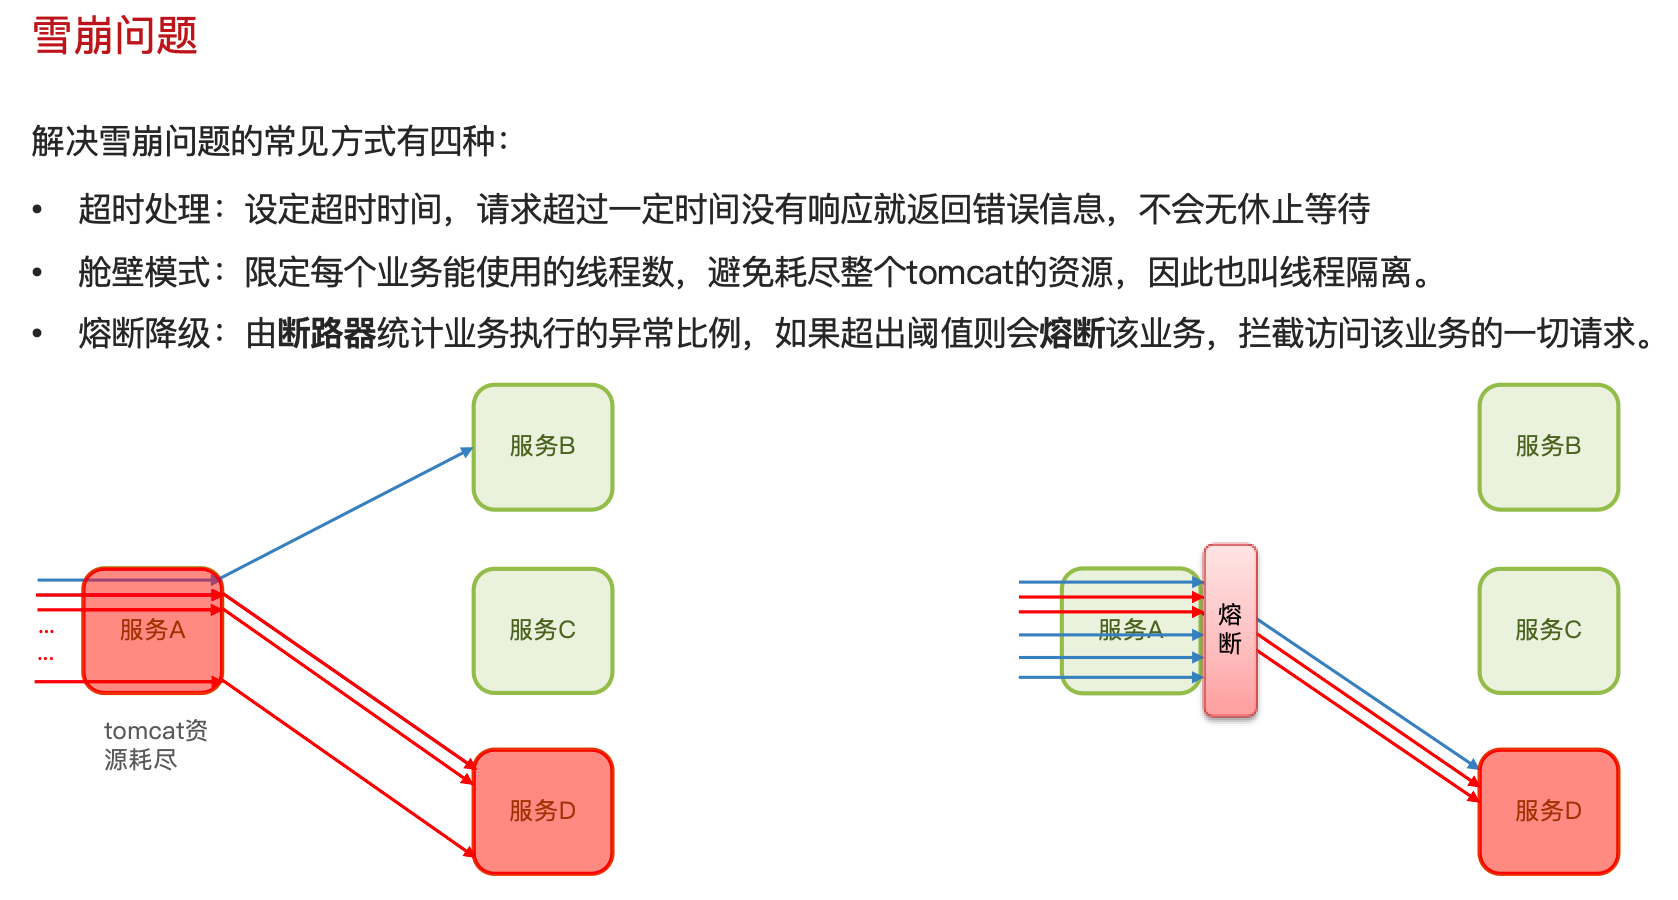 雪崩问题
解决雪崩问题的常见方式有四种：
• 超时处理：设定超时时间，请求超过一定时间没有响应就返回错误信息，不会无休止等待
• 舱壁模式：限定每个业务能使用的线程数，避免耗尽整个tomcat的资源，因此也叫线程隔离。
• 熔断降级：由断路器统计业务执行的异常比例，如果超出阈值则会熔断该业务，拦截访问该业务的一切请求。
服务B
服务A
...
...
服务C
tomcat资
源耗尽
服务D
服务B
服务A
熔
断
服务C
服务D